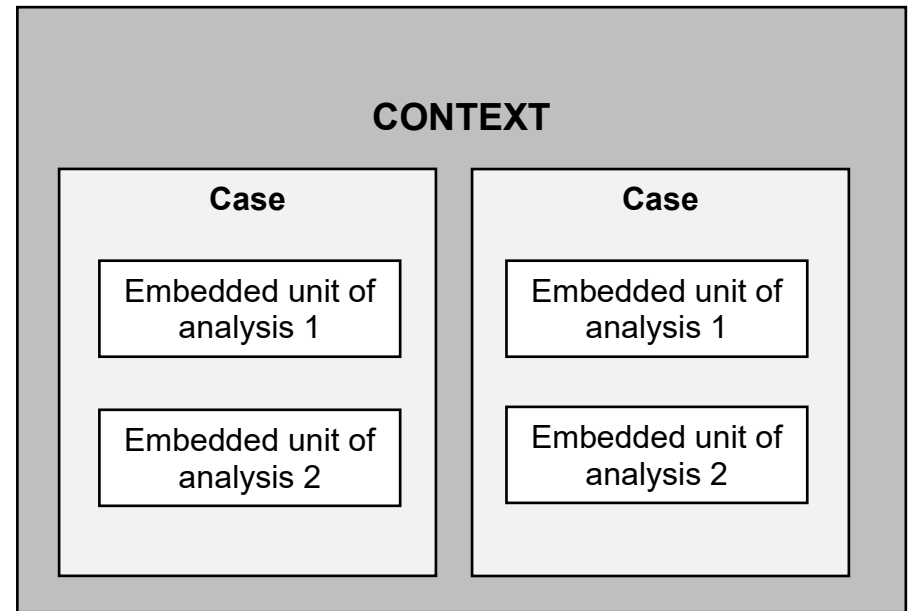 CONTEXT
Case
Embedded unit of
analysis 1
Embedded unit of
analysis 2
Case
Embedded unit of
analysis 1
Embedded unit of
analysis 2